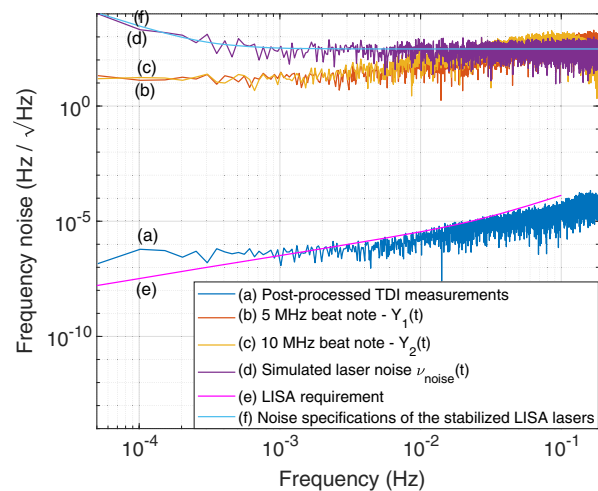 (f)
(d)
(c)
(b)
(a)
(e)
10^0
10^-5
10^-10
Frequency noise (Hz / √Hz)
(a) Post-processed TDI measurements
(b) 5 MHz beat note - Y_1(t)
(c) 10 MHz beat note - Y_2(t)
(d) Simulated laser noise ν_noise(t)
(e) LISA requirement
(f) Noise specifications of the stabilized LISA lasers
10^-4 10^-3 10^-2 10^-1
Frequency (Hz)